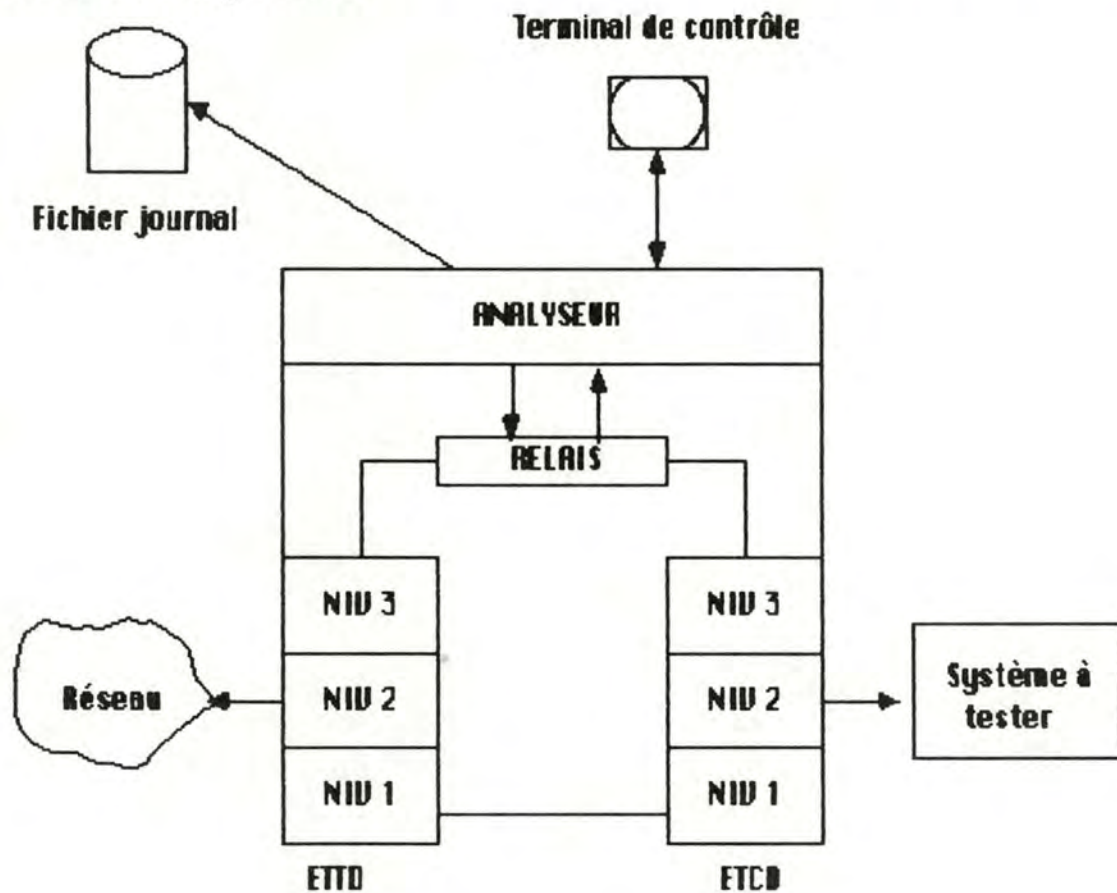 Terminal de contrôle
Fichier journal
ANALYSEUR
RELAIS
NIV 3
NIV 3
Réseau
NIV 2
NIV 2
Système à
tester
NIV 1
NIV 1
ETTD
ETCD